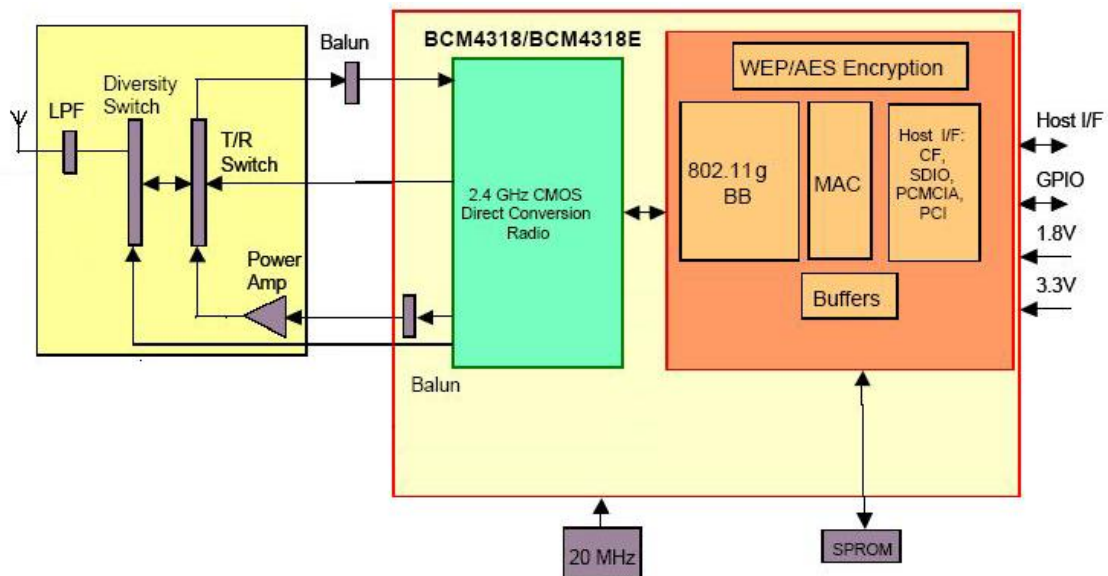 Balun
BCM4318/BCM4318E
Diversity
Switch
LPF
T/R
Switch
Power
Amp
Balun
2.4 GHz CMOS
Direct Conversion
Radio
WEP/AES Encryption
802.11g
BB
MAC
Host I/F:
CF,
SDIO,
PCMCIA,
PCI
Buffers
Host I/F
GPIO
1.8V
3.3V
20 MHz
SPROM